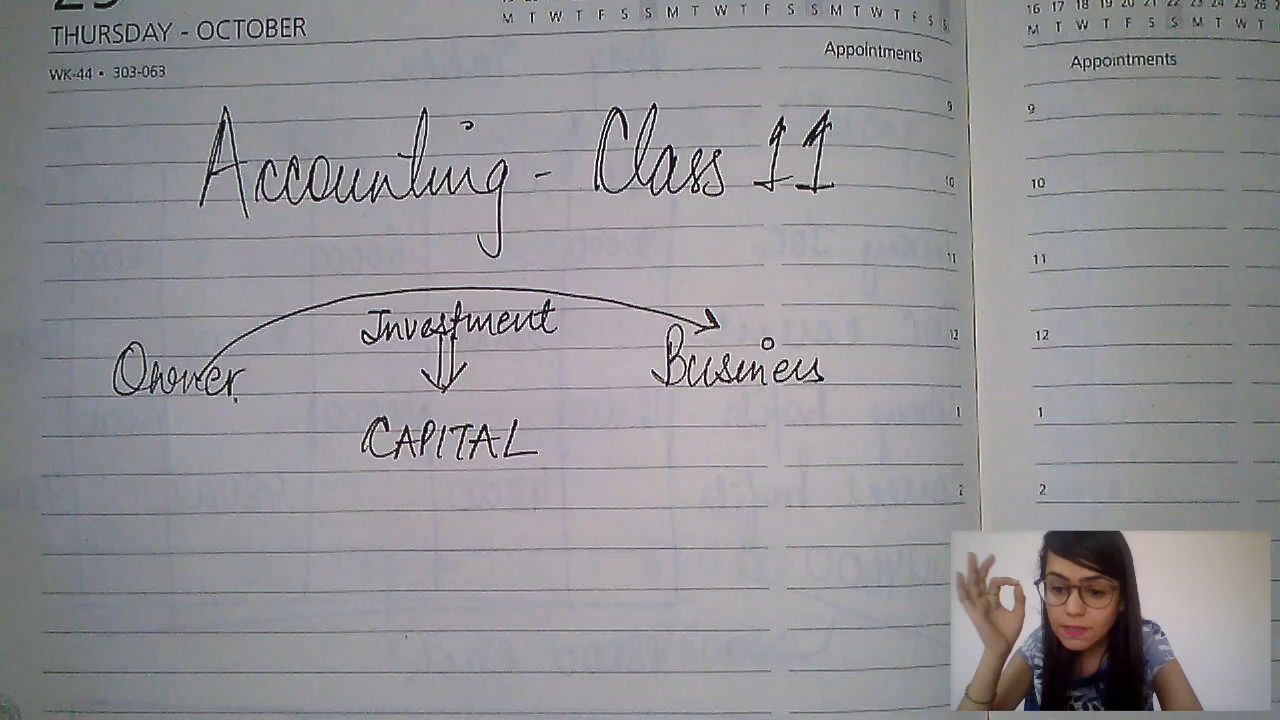 M T W T F S S M T W T F S S M T W T F S S
THURSDAY - OCTOBER
WK-44 • 303-063
Appointments
9
10
11
12
1
2
Accounting - Class 11
Investment
Owner
Business
CAPITAL
16 17 18 19 20 21 22 23 24 25 26
M T W T F S S M T W T
Appointments
9
10
11
12
1
2